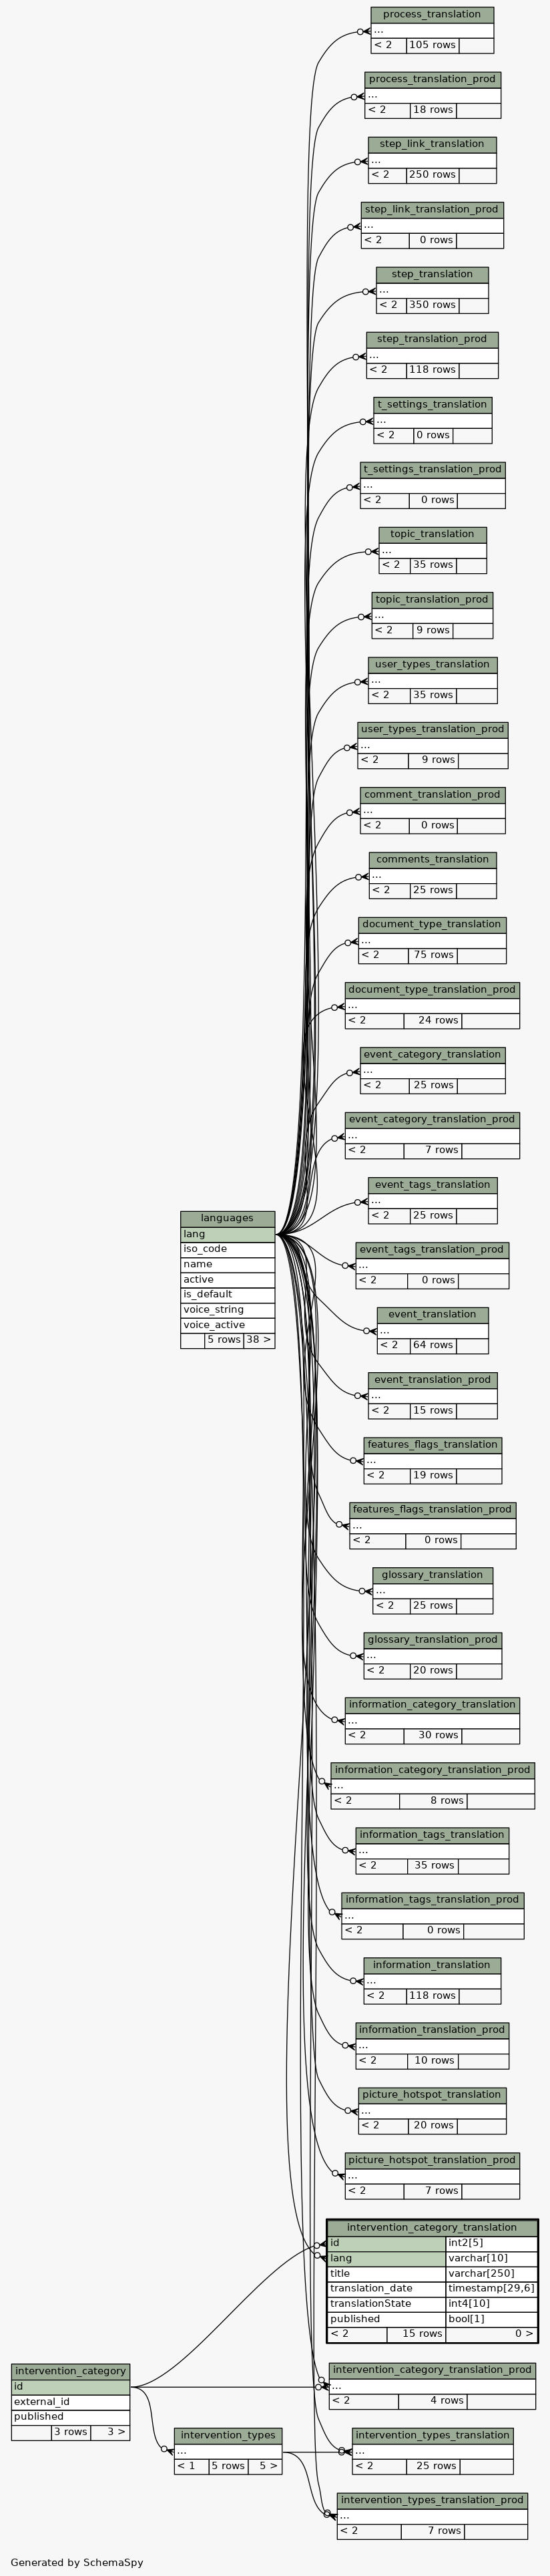 process_translation
...
< 2 105 rows
process_translation_prod
...
< 2 18 rows
step_link_translation
...
< 2 250 rows
step_link_translation_prod
...
< 2 0 rows
step_translation
...
< 2 350 rows
step_translation_prod
...
< 2 118 rows
t_settings_translation
...
< 2 0 rows
t_settings_translation_prod
...
< 2 0 rows
topic_translation
...
< 2 35 rows
topic_translation_prod
...
< 2 9 rows
user_types_translation
...
< 2 35 rows
user_types_translation_prod
...
< 2 9 rows
comment_translation_prod
...
< 2 0 rows
comments_translation
...
< 2 25 rows
document_type_translation
...
< 2 75 rows
document_type_translation_prod
...
< 2 24 rows
event_category_translation
...
< 2 25 rows
event_category_translation_prod
...
< 2 7 rows
event_tags_translation
...
< 2 25 rows
languages
lang
iso_code
name
active
is_default
voice_string
voice_active
5 rows 38 >
event_tags_translation_prod
...
< 2 0 rows
event_translation
...
< 2 64 rows
event_translation_prod
...
< 2 15 rows
features_flags_translation
...
< 2 19 rows
features_flags_translation_prod
...
< 2 0 rows
glossary_translation
...
< 2 25 rows
glossary_translation_prod
...
< 2 20 rows
information_category_translation
...
< 2 30 rows
information_category_translation_prod
...
< 2 8 rows
information_tags_translation
...
< 2 35 rows
information_tags_translation_prod
...
< 2 0 rows
information_translation
...
< 2 118 rows
information_translation_prod
...
< 2 10 rows
picture_hotspot_translation
...
< 2 20 rows
picture_hotspot_translation_prod
...
< 2 7 rows
intervention_category_translation
id int2[5]
lang varchar[10]
title varchar[250]
translation_date timestamp[29,6]
translationState int4[10]
published bool[1]
< 2 15 rows 0 >
intervention_category
id
external_id
published
3 rows 3 >
intervention_category_translation_prod
...
< 2 4 rows
intervention_types
...
< 1 5 rows 5 >
intervention_types_translation
...
< 2 25 rows
intervention_types_translation_prod
...
< 2 7 rows
Generated by SchemaSpy